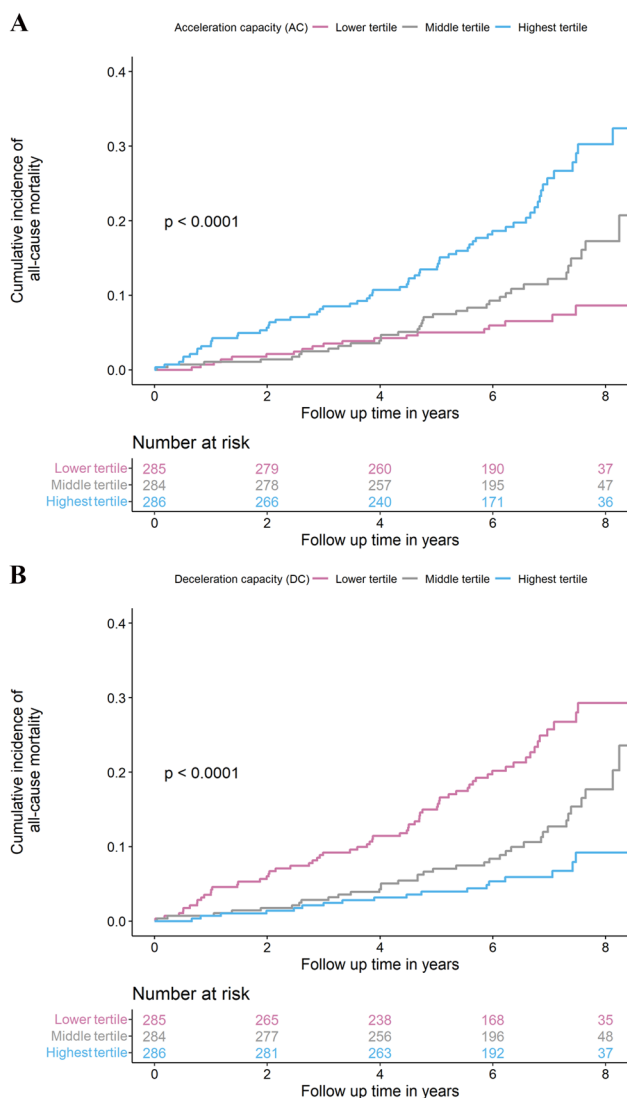 A
Acceleration capacity (AC) Lower tertile Middle tertile Highest tertile
0.4
0.3
0.2
0.1
0.0
Cumulative incidence of
all-cause mortality
p < 0.0001
0 2 4 6 8
Follow up time in years
Number at risk
Lower tertile 285 279 260 190 37
Middle tertile 284 278 257 195 47
Highest tertile 286 266 240 171 36
0 2 4 6 8
Follow up time in years
B
Deceleration capacity (DC) Lower tertile Middle tertile Highest tertile
0.4
0.3
0.2
0.1
0.0
Cumulative incidence of
all-cause mortality
p < 0.0001
0 2 4 6 8
Follow up time in years
Number at risk
Lower tertile 285 265 238 168 35
Middle tertile 284 277 256 196 48
Highest tertile 286 281 263 192 37
0 2 4 6 8
Follow up time in years